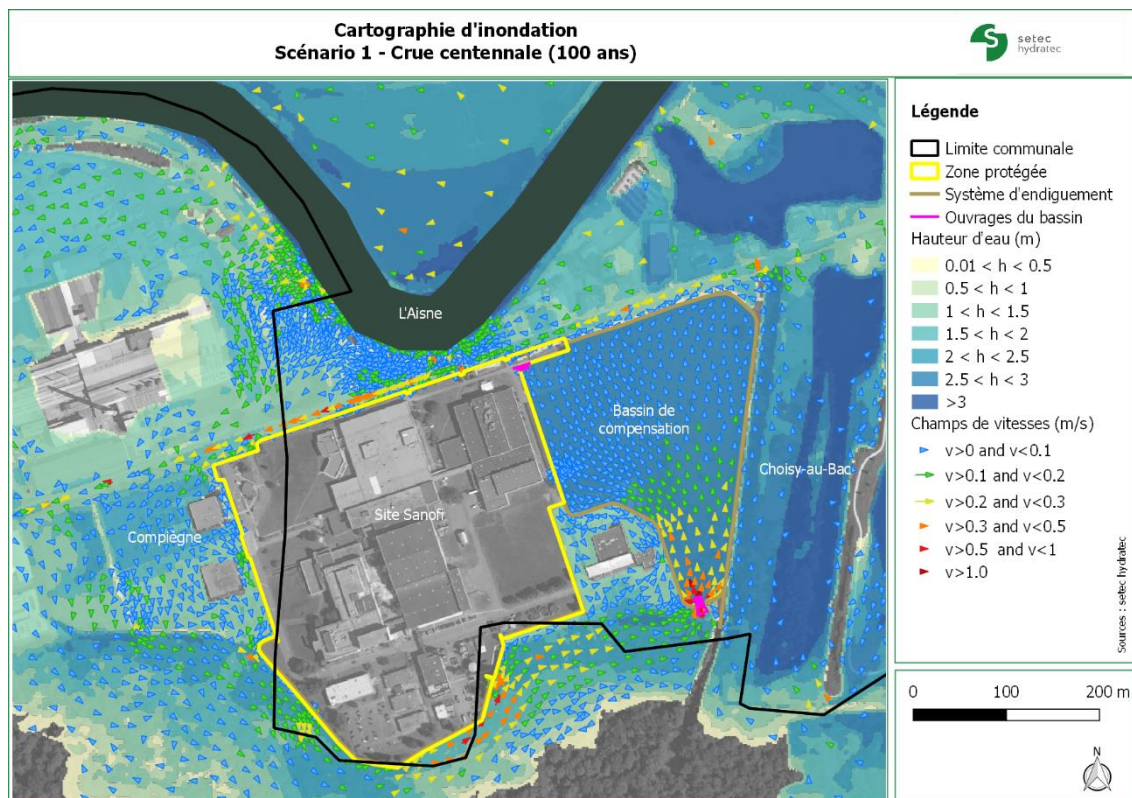 Cartographie d'inondation
Scénario 1 - Crue centennale (100 ans)
setec
hydratec
L'Aisne
Bassin de
compensation
Choisy-au-Bac
Site Sanofi
Compiègne
Légende
Limite communale
Zone protégée
Système d'endiguement
Ouvrages du bassin
Hauteur d'eau (m)
0.01 < h < 0.5
0.5 < h < 1
1 < h < 1.5
1.5 < h < 2
2 < h < 2.5
2.5 < h < 3
>3
Champs de vitesses (m/s)
v>0 and v<0.1
v>0.1 and v<0.2
v>0.2 and v<0.3
v>0.3 and v<0.5
v>0.5 and v<1
v>1.0
Sources : setec hydratec
0 100 200 m
N